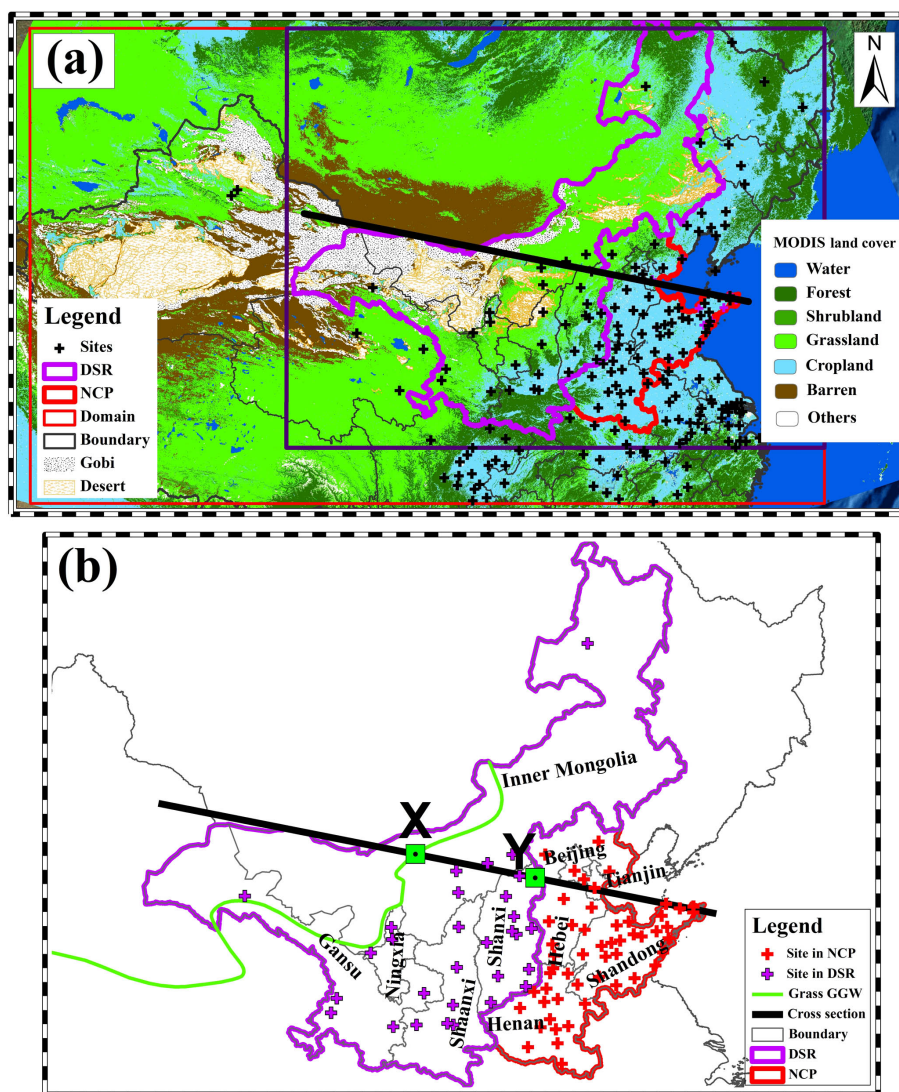 (a)
N
MODIS land cover
Water
Forest
Shrubland
Grassland
Cropland
Barren
Others
Legend
Sites
DSR
NCP
Domain
Boundary
Gobi
Desert
(b)
Inner Mongolia
X
Y
Beijing
Tianjin
Hebei
Shanxi
Shandong
Gansu
Ningxia
Shaanxi
Henan
Legend
Site in NCP
Site in DSR
Grass GGW
Cross section
Boundary
DSR
NCP